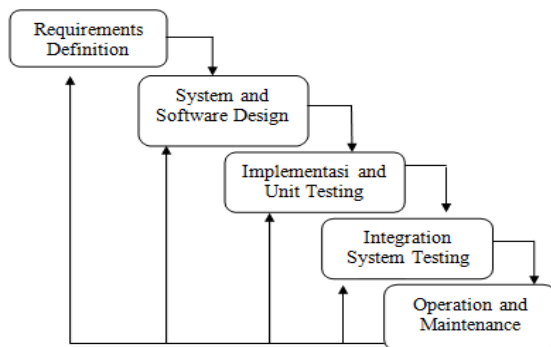 Requirements
Definition
System and
Software Design
Implementasi and
Unit Testing
Integration
System Testing
Operation and
Maintenance